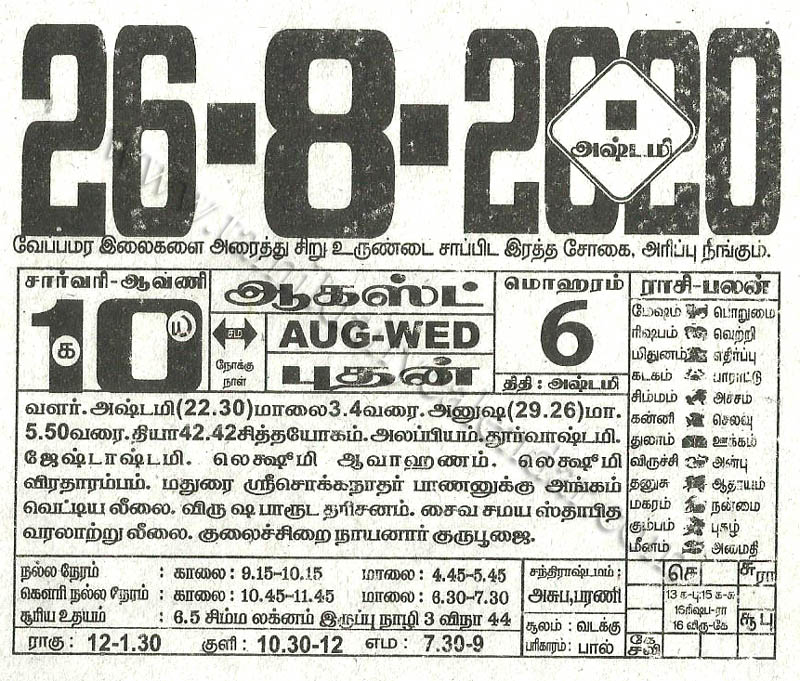 26-8-2020
அஷ்டமி
வேப்பமர இலைகளை அரைத்து சிறு உருண்டை சாப்பிட இரத்த சோகை, அரிப்பு நீங்கும்.
சார்வரி-ஆவணி
10
க ய
ஆகஸ்ட்
சம நோக்கு நாள்
AUG-WED
புதன்
மொஹரம்
6
திதி : அஷ்டமி
வளர். அஷ்டமி(22.30)மாலை3.4வரை. அனுஷ(29.26)மா.
5.50வரை. தியா42.42சித்தயோகம். அலப்பியம். தூர்வாஷ்டமி.
ஜேஷ்டாஷ்டமி. லெக்ஷமி ஆவாஹணம். லெக்ஷமி
விரதாரம்பம். மதுரை ஸ்ரீசொக்கநாதர் பாணனுக்கு அங்கம்
வெட்டிய லீலை. விரு ஷ பாரூட தரிசனம். சைவ சமய ஸ்தாபித
வரலாற்று லீலை. குலைச்சிறை நாயனார் குருபூஜை.
ராசி-பலன்
மேஷம் பொறுமை
ரிஷபம் வெற்றி
மிதுனம் எதிர்ப்பு
கடகம் பாராட்டு
சிம்மம் அச்சம்
கன்னி செலவு
துலாம் ஊக்கம்
விருச்சி அன்பு
தனுசு ஆதாயம்
மகரம் நன்மை
கும்பம் புகழ்
மீனம் அமைதி
நல்ல நேரம் : காலை : 9.15-10.15 மாலை : 4.45-5.45
கௌரி நல்ல நேரம் : காலை : 10.45-11.45 மாலை : 6.30-7.30
சூரிய உதயம் : 6.5 சிம்ம லக்னம் இருப்பு நாழி 3 விநா 44
ராகு : 12-1.30 குளி : 10.30-12 எம : 7.30-9
சந்திராஷ்டமம் :
அசுப,பரணி
சூலம் : வடக்கு
பரிகாரம் : பால்
செ
சு ரா
13 க-பு 15 க-சு
16ரிஷப-ரா
16 விரு-கே
சூ பு
கே